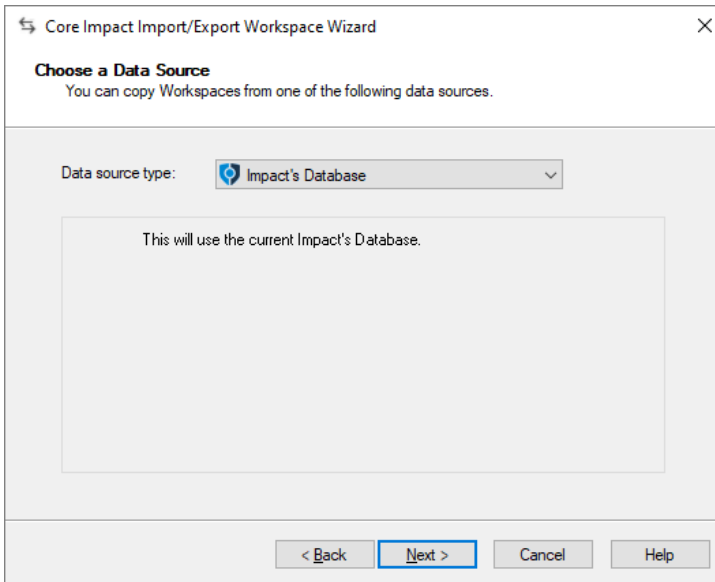 Core Impact Import/Export Workspace Wizard
Choose a Data Source
You can copy Workspaces from one of the following data sources.
Data source type: Impact's Database
This will use the current Impact's Database.
< Back Next > Cancel Help